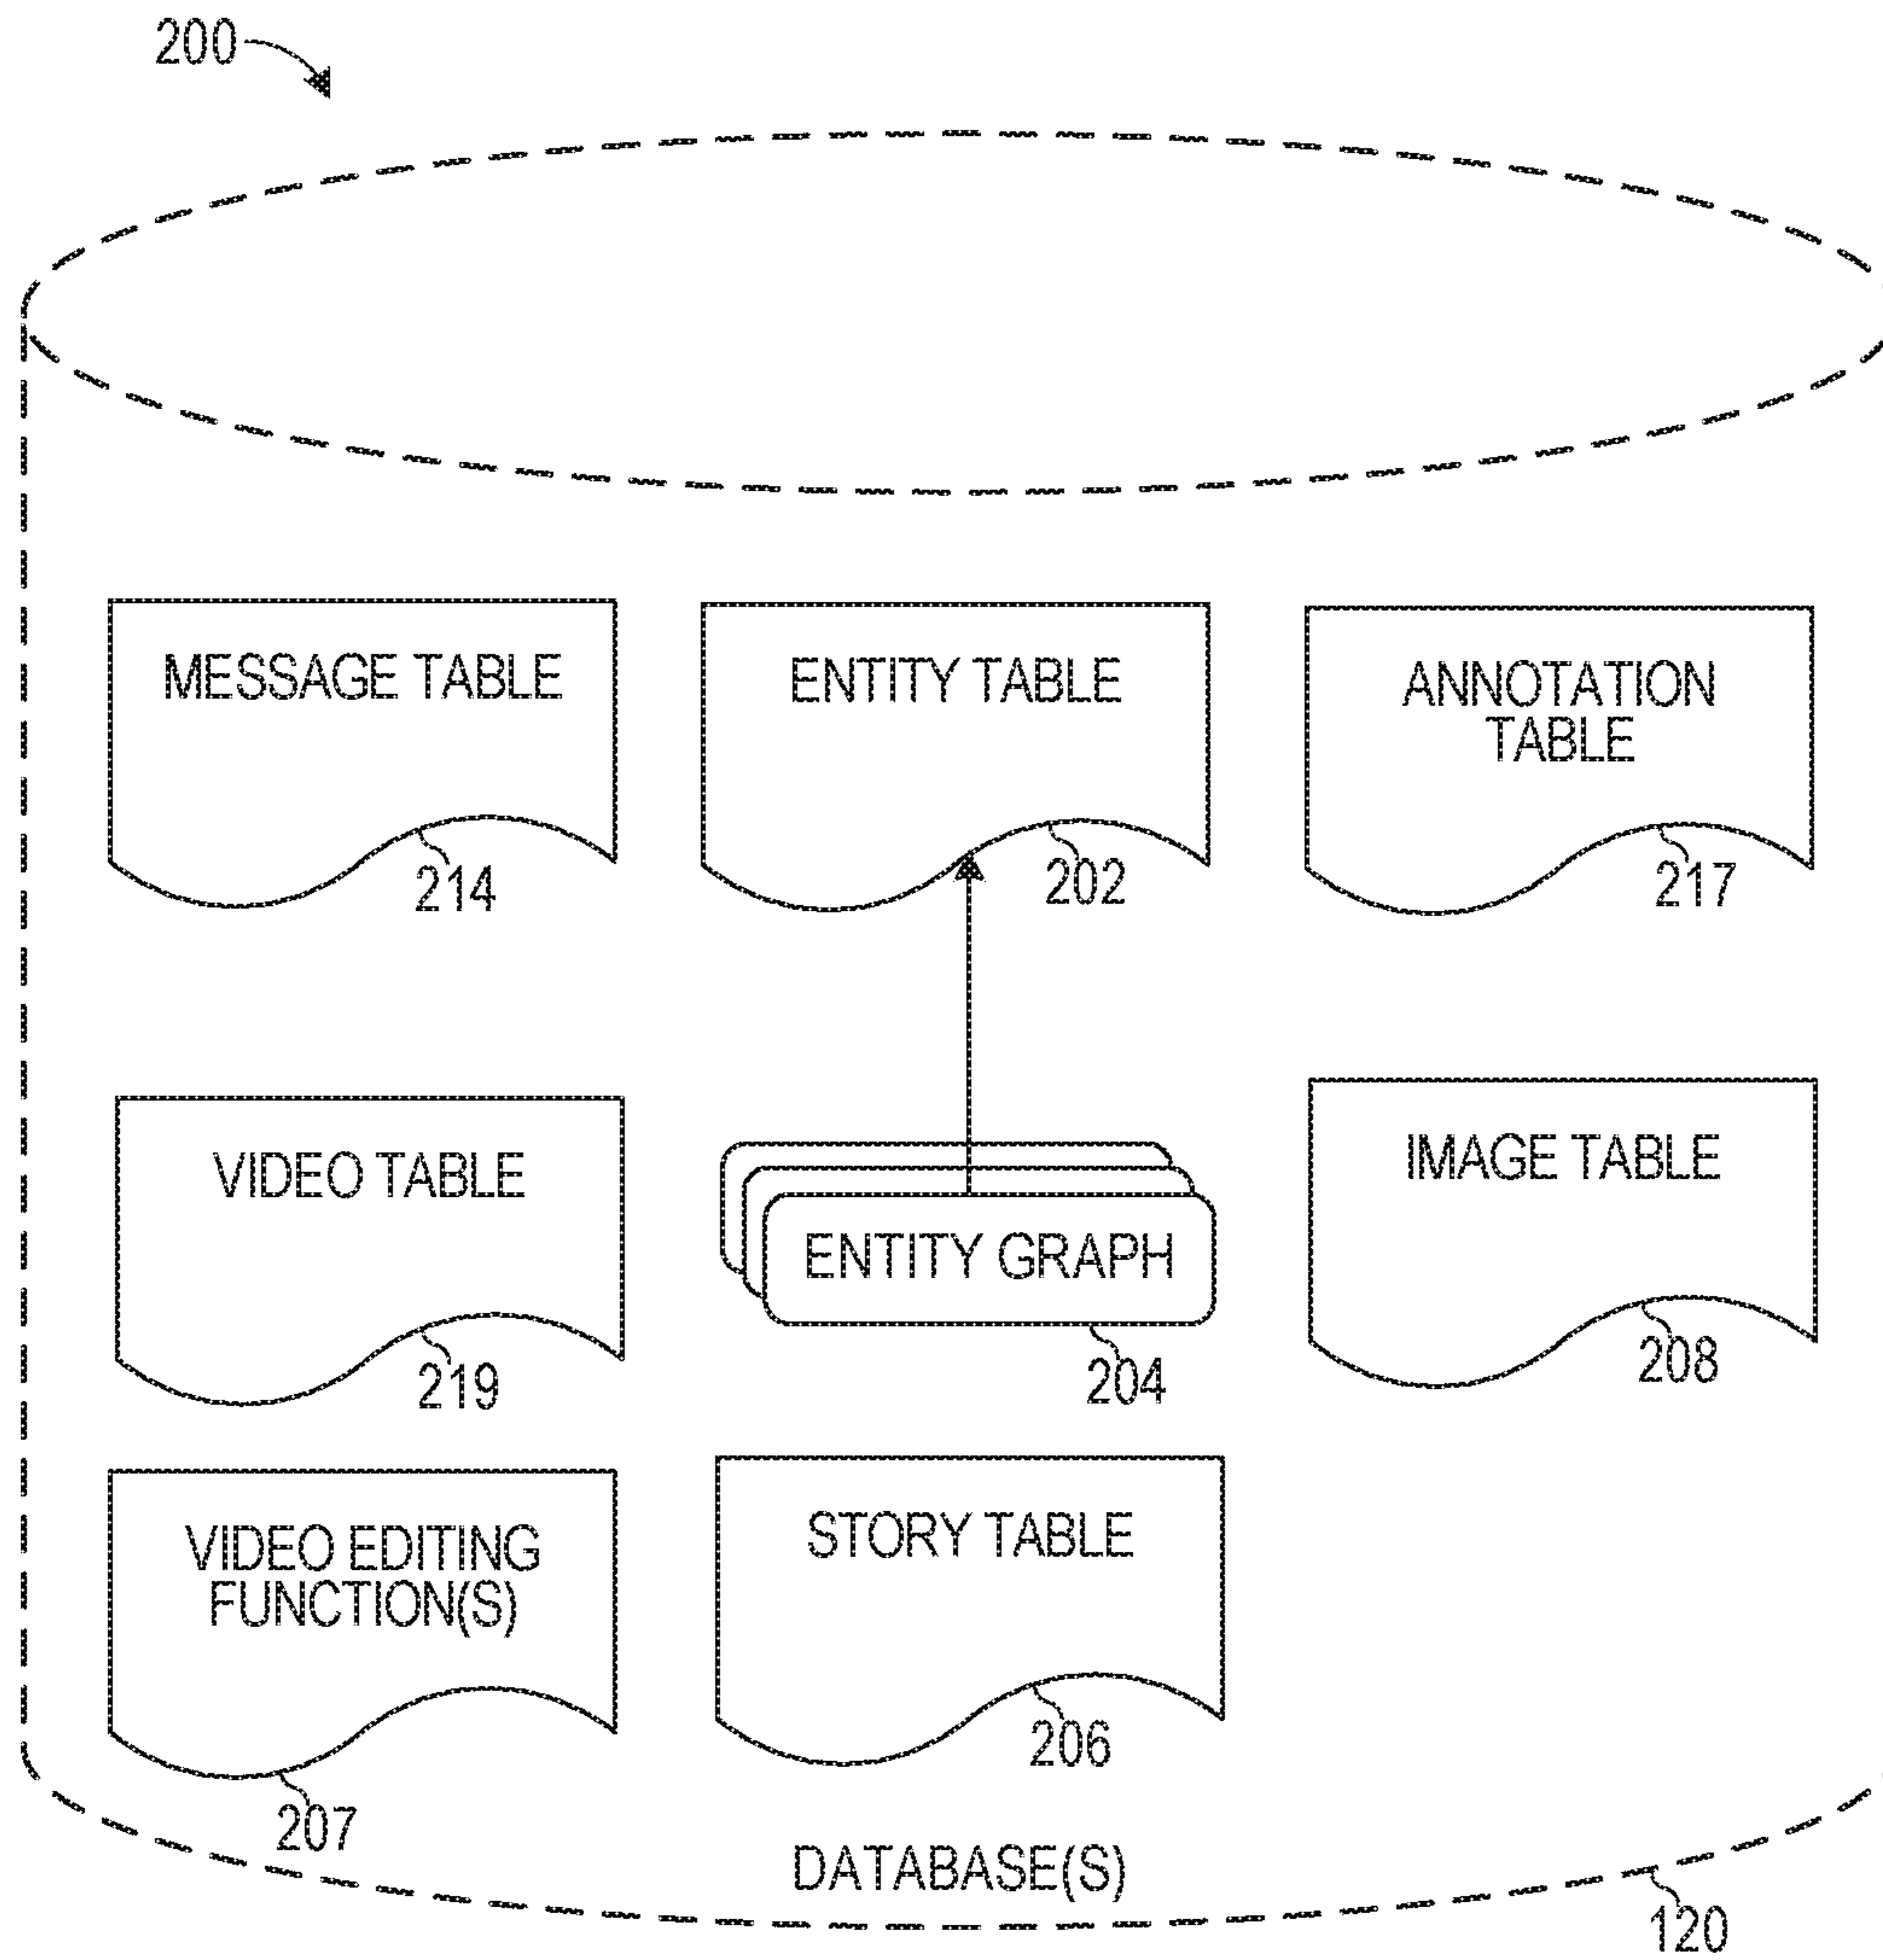 200
MESSAGE TABLE
214
ENTITY TABLE
202
ANNOTATION
TABLE
217
VIDEO TABLE
219
ENTITY GRAPH
204
IMAGE TABLE
208
VIDEO EDITING
FUNCTION(S)
207
STORY TABLE
206
DATABASE(S)
120